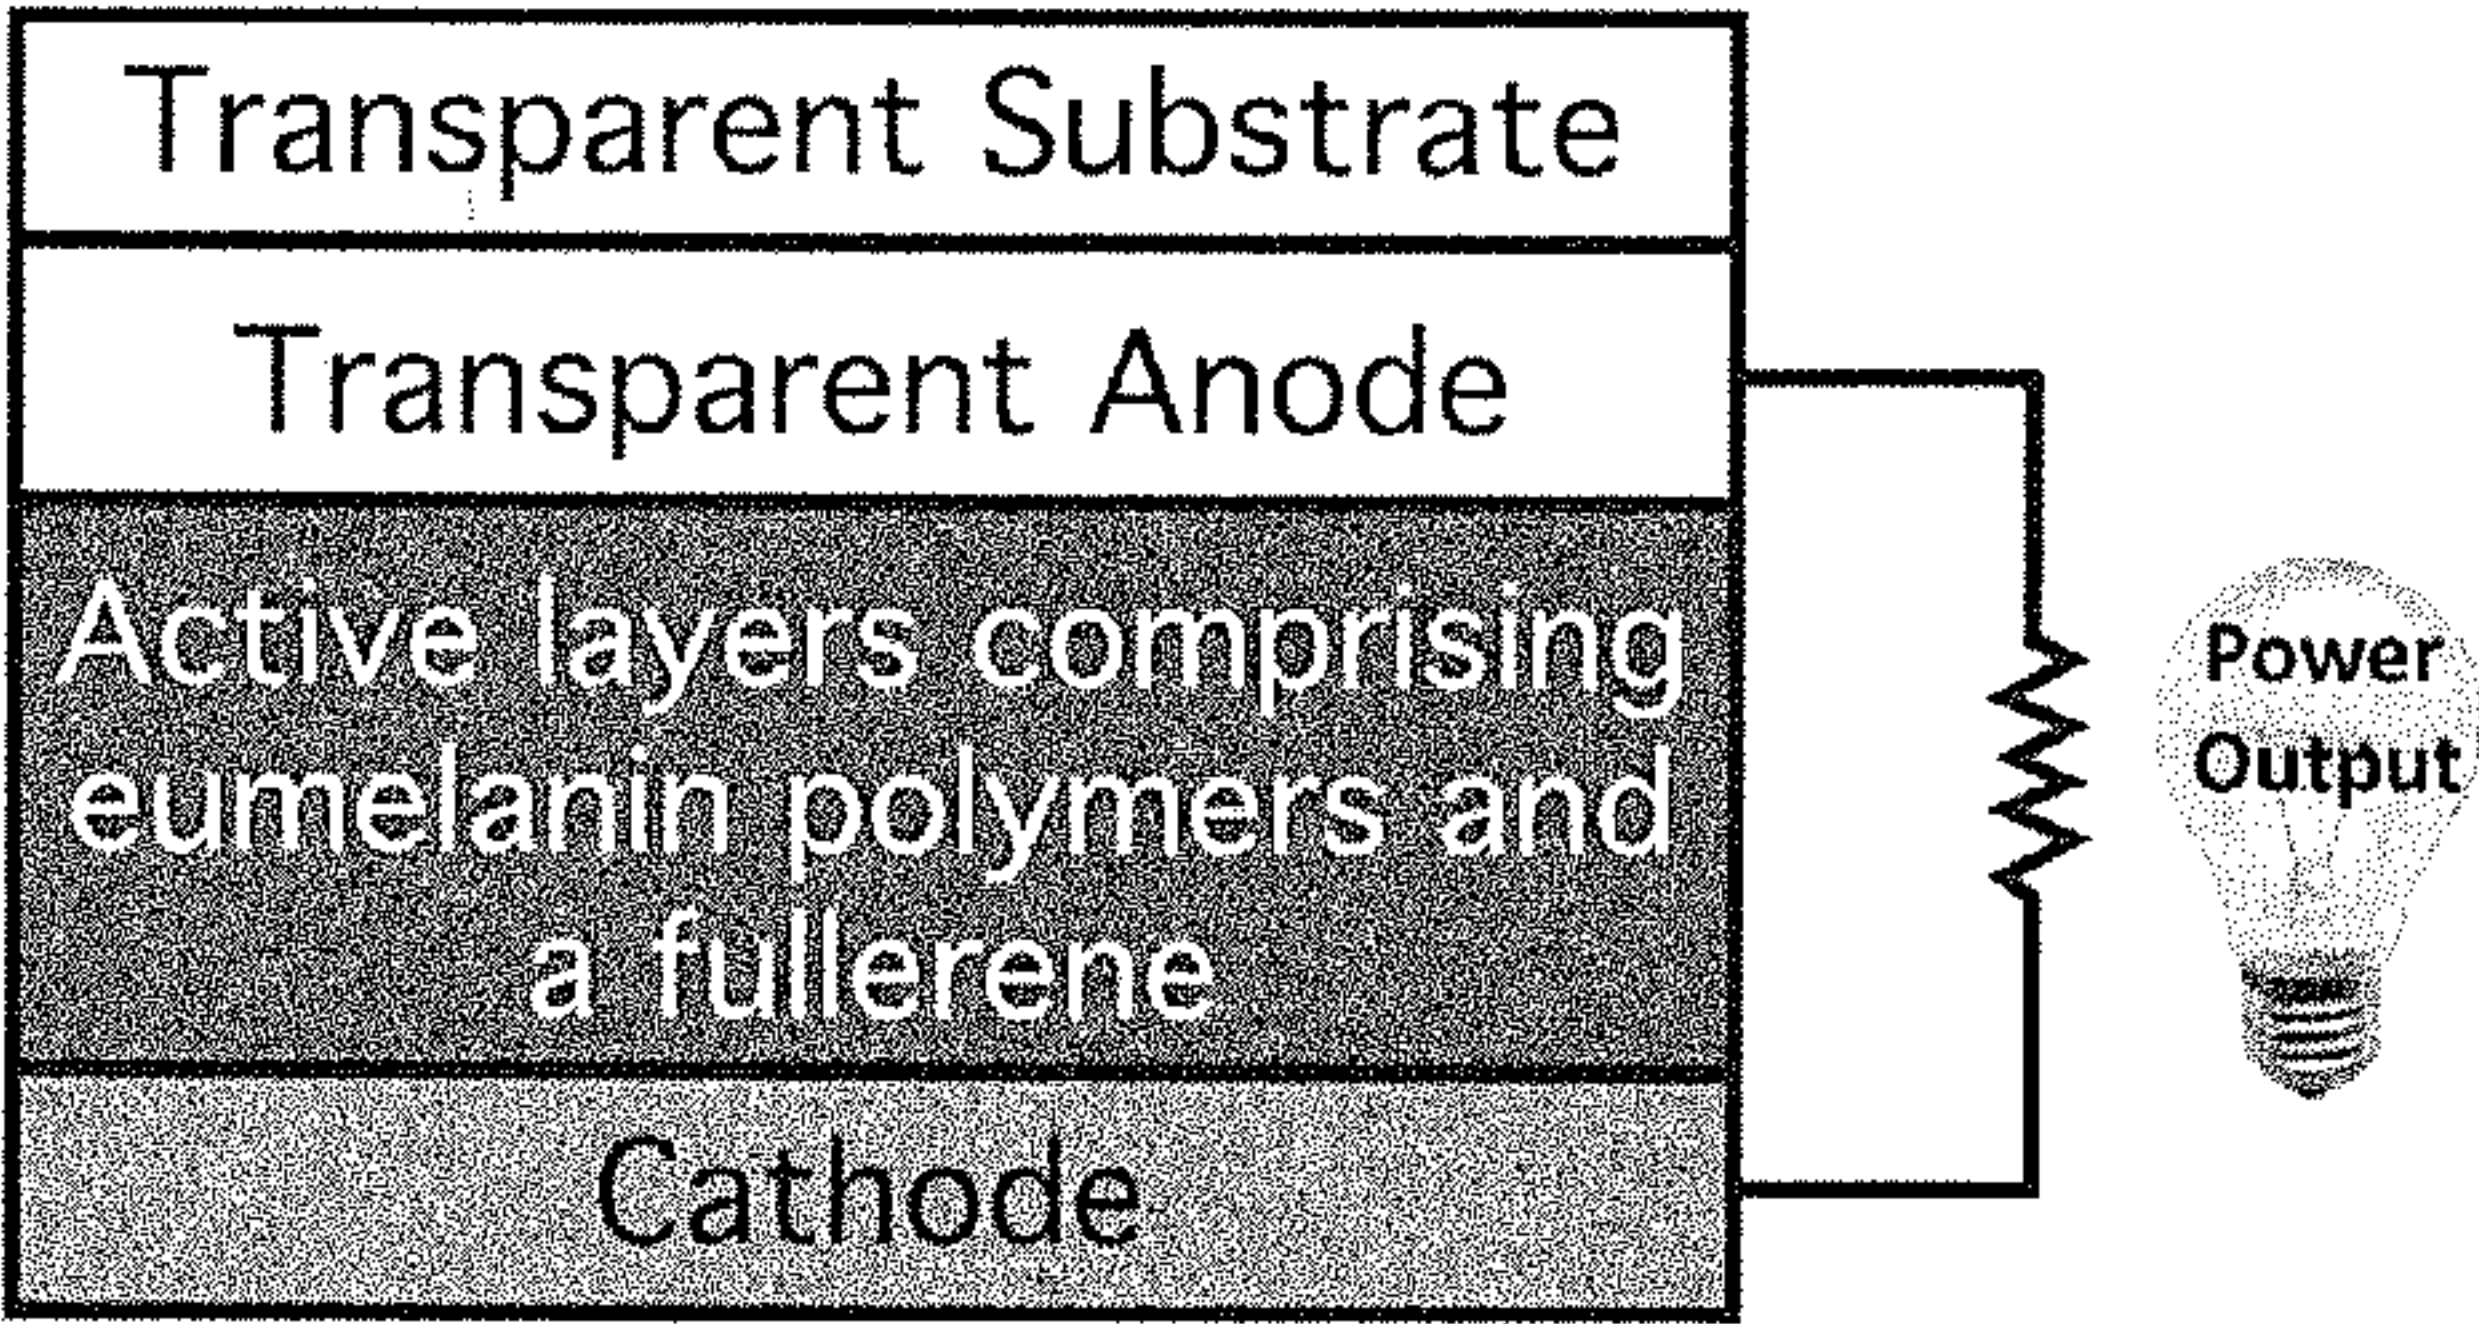 Transparent Substrate
Transparent Anode
Active layers comprising
eumelanin polymers and
a fullerene
Cathode
Power
Output